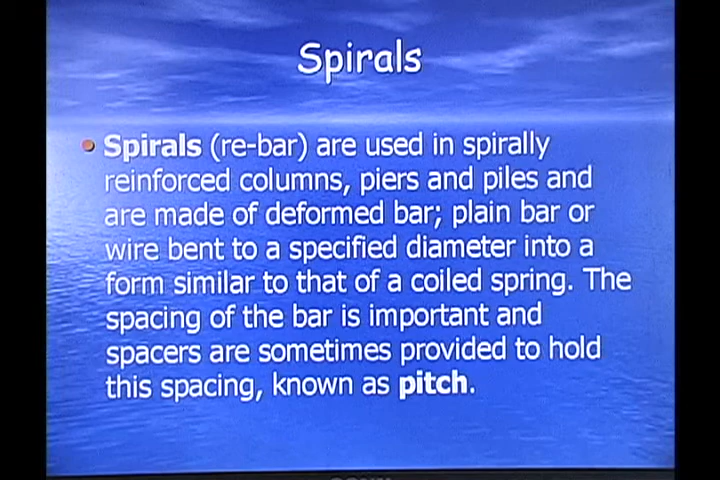 Spirals
Spirals (re-bar) are used in spirally
reinforced columns, piers and piles and
are made of deformed bar; plain bar or
wire bent to a specified diameter into a
form similar to that of a coiled spring. The
spacing of the bar is important and
spacers are sometimes provided to hold
this spacing, known as pitch.